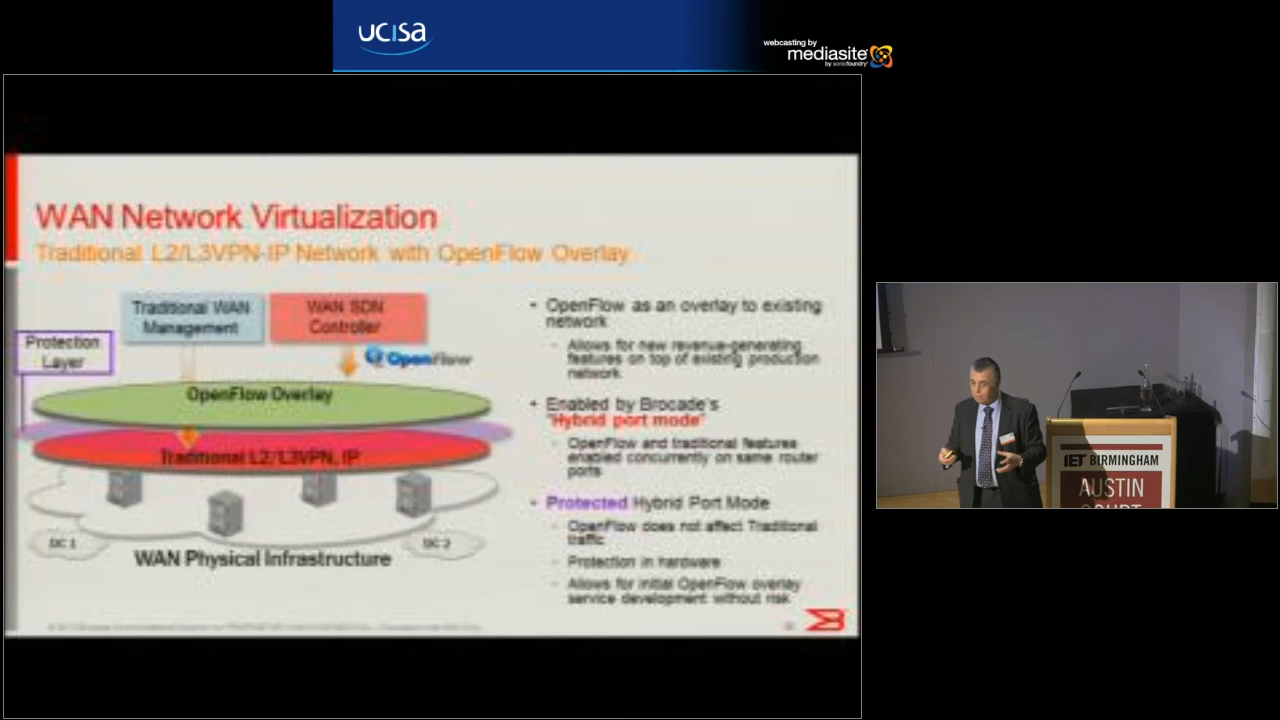 ucisa
webcasting by
mediasite
by sonicfoundry
WAN Network Virtualization
Traditional L2/L3VPN-IP Network with OpenFlow Overlay
Traditional WAN
Management
WAN SDN
Controller
Protection
Layer
OpenFlow
OpenFlow Overlay
Traditional L2/L3VPN, IP
DC 1
DC 2
WAN Physical Infrastructure
• OpenFlow as an overlay to existing
network
Allows for new revenue-generating
features on top of existing production
network
• Enabled by Brocade's
"Hybrid port mode"
OpenFlow and traditional features
enabled concurrently on same router
ports
• Protected Hybrid Port Mode
OpenFlow does not affect Traditional
traffic
Protection in hardware
Allows for initial OpenFlow overlay
service development without risk
IET BIRMINGHAM
AUSTIN
COURT